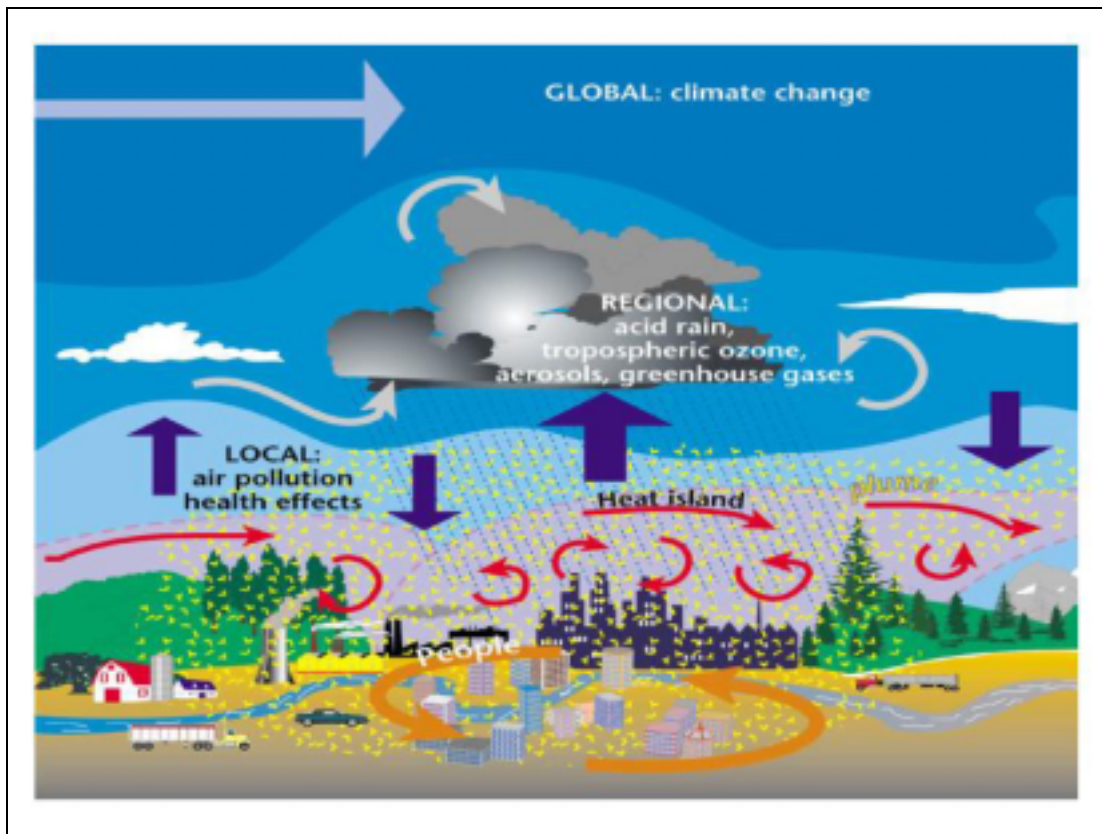 GLOBAL: climate change
REGIONAL:
acid rain,
tropospheric ozone,
aerosols, greenhouse gases
LOCAL:
air pollution
health effects
Heat island
plume
People